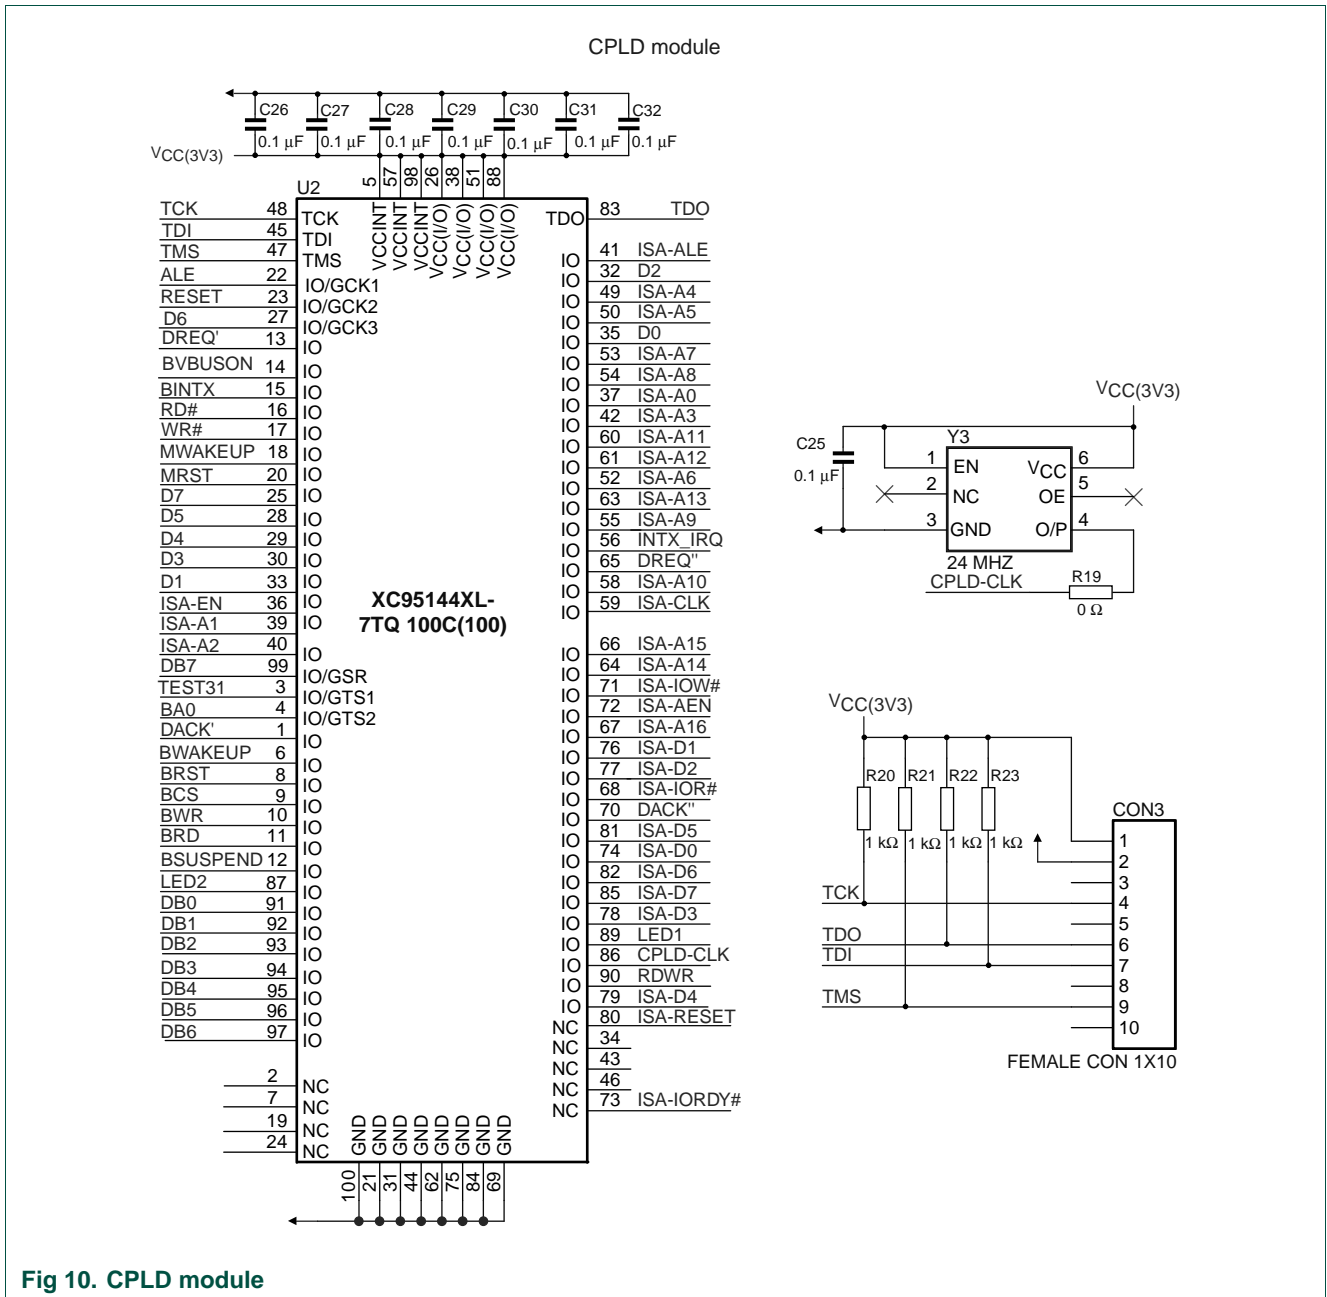 CPLD module
C26 C27 C28 C29 C30 C31 C32
0.1 μF 0.1 μF 0.1 μF 0.1 μF 0.1 μF 0.1 μF 0.1 μF
VCC(3V3)
5 57 98 26 38 51 88
U2
VCCINT VCCINT VCCINT VCC(I/O) VCC(I/O) VCC(I/O) VCC(I/O)
TCK 48 TCK
TDI 45 TDI
TMS 47 TMS
ALE 22 IO/GCK1
RESET 23 IO/GCK2
D6 27 IO/GCK3
DREQ' 13 IO
BVBUSON 14 IO
BINTX 15 IO
RD# 16 IO
WR# 17 IO
MWAKEUP 18 IO
MRST 20 IO
D7 25 IO
D5 28 IO
D4 29 IO
D3 30 IO
D1 33 IO
ISA-EN 36 IO
ISA-A1 39 IO
ISA-A2 40 IO
DB7 99 IO/GSR
TEST31 3 IO/GTS1
BA0 4 IO/GTS2
DACK' 1 IO
BWAKEUP 6 IO
BRST 8 IO
BCS 9 IO
BWR 10 IO
BRD 11 IO
BSUSPEND 12 IO
LED2 87 IO
DB0 91 IO
DB1 92 IO
DB2 93 IO
DB3 94 IO
DB4 95 IO
DB5 96 IO
DB6 97 IO
2 NC
7 NC
19 NC
24 NC
XC95144XL-
7TQ 100C(100)
TDO 83 TDO
IO 41 ISA-ALE
IO 32 D2
IO 49 ISA-A4
IO 50 ISA-A5
IO 35 D0
IO 53 ISA-A7
IO 54 ISA-A8
IO 37 ISA-A0
IO 42 ISA-A3
IO 60 ISA-A11
IO 61 ISA-A12
IO 52 ISA-A6
IO 63 ISA-A13
IO 55 ISA-A9
IO 56 INTX_IRQ
IO 65 DREQ"
IO 58 ISA-A10
IO 59 ISA-CLK
IO 66 ISA-A15
IO 64 ISA-A14
IO 71 ISA-IOW#
IO 72 ISA-AEN
IO 67 ISA-A16
IO 76 ISA-D1
IO 77 ISA-D2
IO 68 ISA-IOR#
IO 70 DACK"
IO 81 ISA-D5
IO 74 ISA-D0
IO 82 ISA-D6
IO 85 ISA-D7
IO 78 ISA-D3
IO 89 LED1
IO 86 CPLD-CLK
IO 90 RDWR
IO 79 ISA-D4
NC 80 ISA-RESET
NC 34
NC 43
NC 46
NC 73 ISA-IORDY#
GND GND GND GND GND GND GND GND
100 21 31 44 62 75 84 69
VCC(3V3)
C25
0.1 μF
Y3
1 EN VCC 6
2 NC OE 5
3 GND O/P 4
24 MHZ
CPLD-CLK R19
0 Ω
VCC(3V3)
R20 R21 R22 R23
1 kΩ 1 kΩ 1 kΩ 1 kΩ
CON3
1
2
3
TCK 4
5
TDO 6
TDI 7
8
TMS 9
10
FEMALE CON 1X10
Fig 10. CPLD module